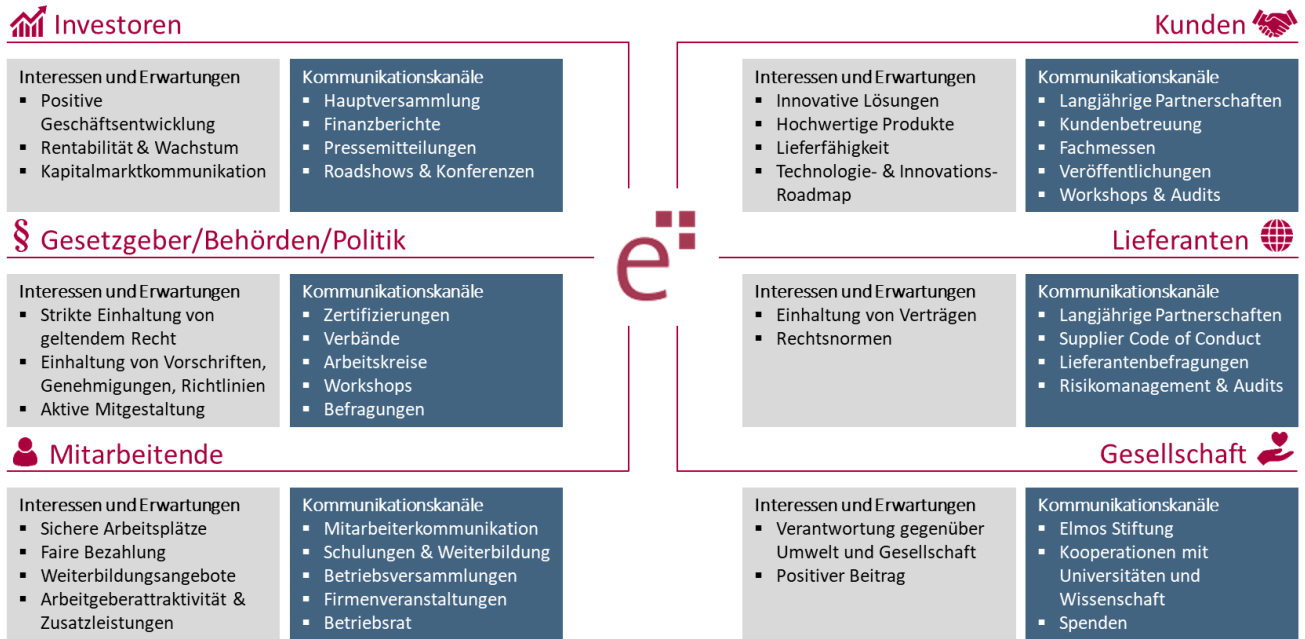 Investoren
Interessen und Erwartungen
▪ Positive
Geschäftsentwicklung
▪ Rentabilität & Wachstum
▪ Kapitalmarktkommunikation
Kommunikationskanäle
▪ Hauptversammlung
▪ Finanzberichte
▪ Pressemitteilungen
▪ Roadshows & Konferenzen
Kunden
Interessen und Erwartungen
▪ Innovative Lösungen
▪ Hochwertige Produkte
▪ Lieferfähigkeit
▪ Technologie- & Innovations-
Roadmap
Kommunikationskanäle
▪ Langjährige Partnerschaften
▪ Kundenbetreuung
▪ Fachmessen
▪ Veröffentlichungen
▪ Workshops & Audits
§ Gesetzgeber/Behörden/Politik
Interessen und Erwartungen
▪ Strikte Einhaltung von
geltendem Recht
▪ Einhaltung von Vorschriften,
Genehmigungen, Richtlinien
▪ Aktive Mitgestaltung
Kommunikationskanäle
▪ Zertifizierungen
▪ Verbände
▪ Arbeitskreise
▪ Workshops
▪ Befragungen
e
Lieferanten
Interessen und Erwartungen
▪ Einhaltung von Verträgen
▪ Rechtsnormen
Kommunikationskanäle
▪ Langjährige Partnerschaften
▪ Supplier Code of Conduct
▪ Lieferantenbefragungen
▪ Risikomanagement & Audits
Mitarbeitende
Interessen und Erwartungen
▪ Sichere Arbeitsplätze
▪ Faire Bezahlung
▪ Weiterbildungsangebote
▪ Arbeitgeberattraktivität &
Zusatzleistungen
Kommunikationskanäle
▪ Mitarbeiterkommunikation
▪ Schulungen & Weiterbildung
▪ Betriebsversammlungen
▪ Firmenveranstaltungen
▪ Betriebsrat
Gesellschaft
Interessen und Erwartungen
▪ Verantwortung gegenüber
Umwelt und Gesellschaft
▪ Positiver Beitrag
Kommunikationskanäle
▪ Elmos Stiftung
▪ Kooperationen mit
Universitäten und
Wissenschaft
▪ Spenden